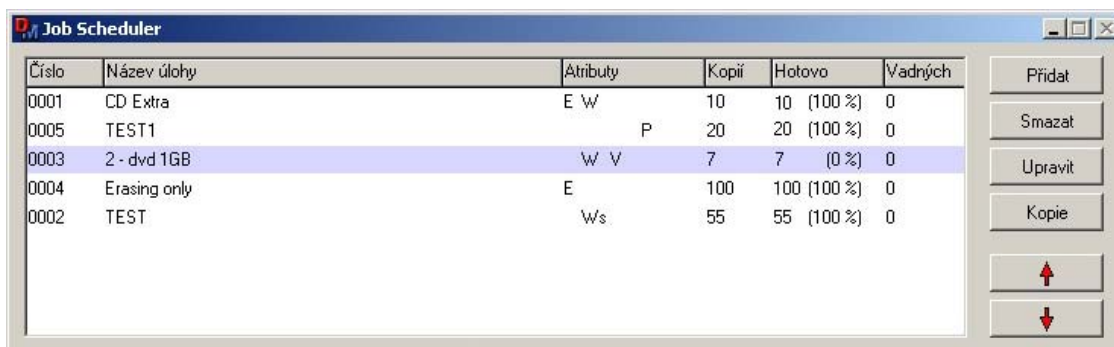 DM Job Scheduler
Číslo Název úlohy Atributy Kopií Hotovo Vadných
0001 CD Extra E W 10 10 (100 %) 0
0005 TEST1 P 20 20 (100 %) 0
0003 2 - dvd 1GB W V 7 7 (0 %) 0
0004 Erasing only E 100 100 (100 %) 0
0002 TEST Ws 55 55 (100 %) 0
Přidat
Smazat
Upravit
Kopie